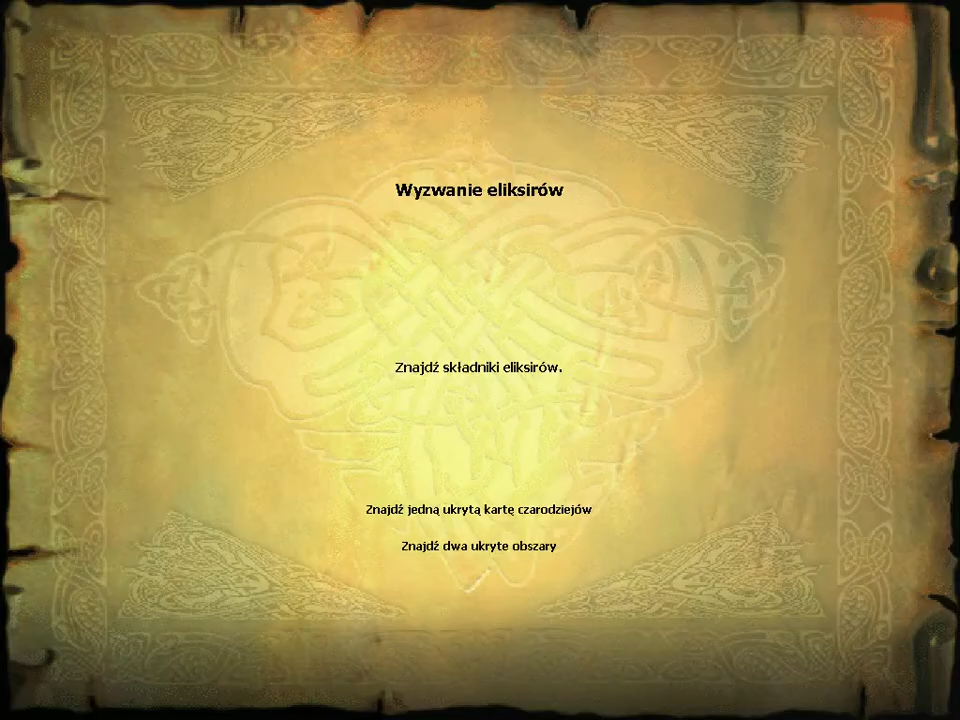 Wyzwanie eliksirów
Znajdź składniki eliksirów.
Znajdź jedną ukrytą kartę czarodziejów
Znajdź dwa ukryte obszary